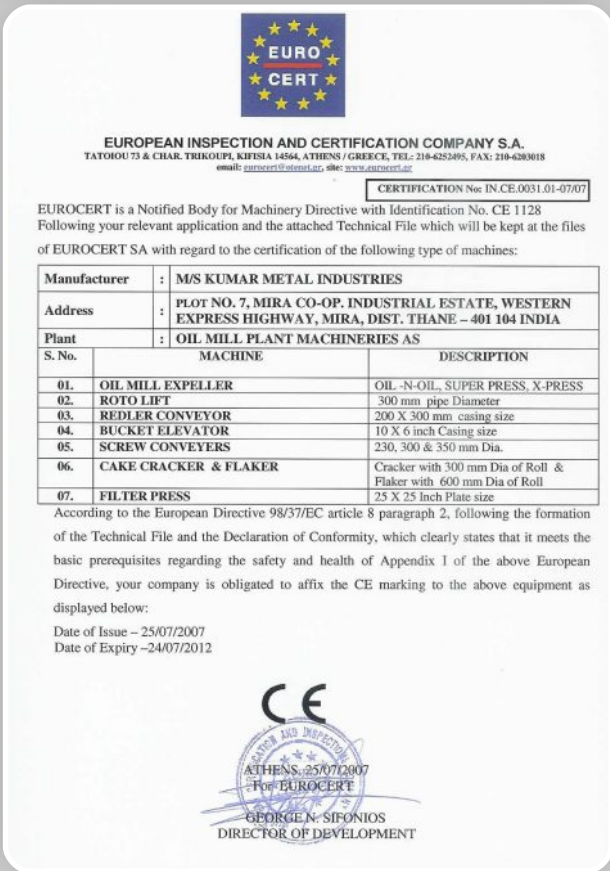 EURO
CERT
EUROPEAN INSPECTION AND CERTIFICATION COMPANY S.A.
TATOIOU 73 & CHAR. TRIKOUPI, KIFISIA 14564, ATHENS / GREECE, TEL: 210-6252495, FAX: 210-6203018
email: eurocert@otenet.gr, site: www.eurocert.gr
CERTIFICATION No: IN.CE.0031.01-07/07
EUROCERT is a Notified Body for Machinery Directive with Identification No. CE 1128
Following your relevant application and the attached Technical File which will be kept at the files
of EUROCERT SA with regard to the certification of the following type of machines:
Manufacturer : M/S KUMAR METAL INDUSTRIES
Address : PLOT NO. 7, MIRA CO-OP. INDUSTRIAL ESTATE, WESTERN
EXPRESS HIGHWAY, MIRA, DIST. THANE – 401 104 INDIA
Plant : OIL MILL PLANT MACHINERIES AS
S. No. MACHINE DESCRIPTION
01. OIL MILL EXPELLER OIL -N-OIL, SUPER PRESS, X-PRESS
02. ROTO LIFT 300 mm pipe Diameter
03. REDLER CONVEYOR 200 X 300 mm casing size
04. BUCKET ELEVATOR 10 X 6 inch Casing size
05. SCREW CONVEYERS 230, 300 & 350 mm Dia.
06. CAKE CRACKER & FLAKER Cracker with 300 mm Dia of Roll &
Flaker with 600 mm Dia of Roll
07. FILTER PRESS 25 X 25 Inch Plate size
According to the European Directive 98/37/EC article 8 paragraph 2, following the formation
of the Technical File and the Declaration of Conformity, which clearly states that it meets the
basic prerequisites regarding the safety and health of Appendix I of the above European
Directive, your company is obligated to affix the CE marking to the above equipment as
displayed below:
Date of Issue – 25/07/2007
Date of Expiry –24/07/2012
CE
ATHENS, 25/07/2007
For EUROCERT
GEORGE N. SIFONIOS
DIRECTOR OF DEVELOPMENT